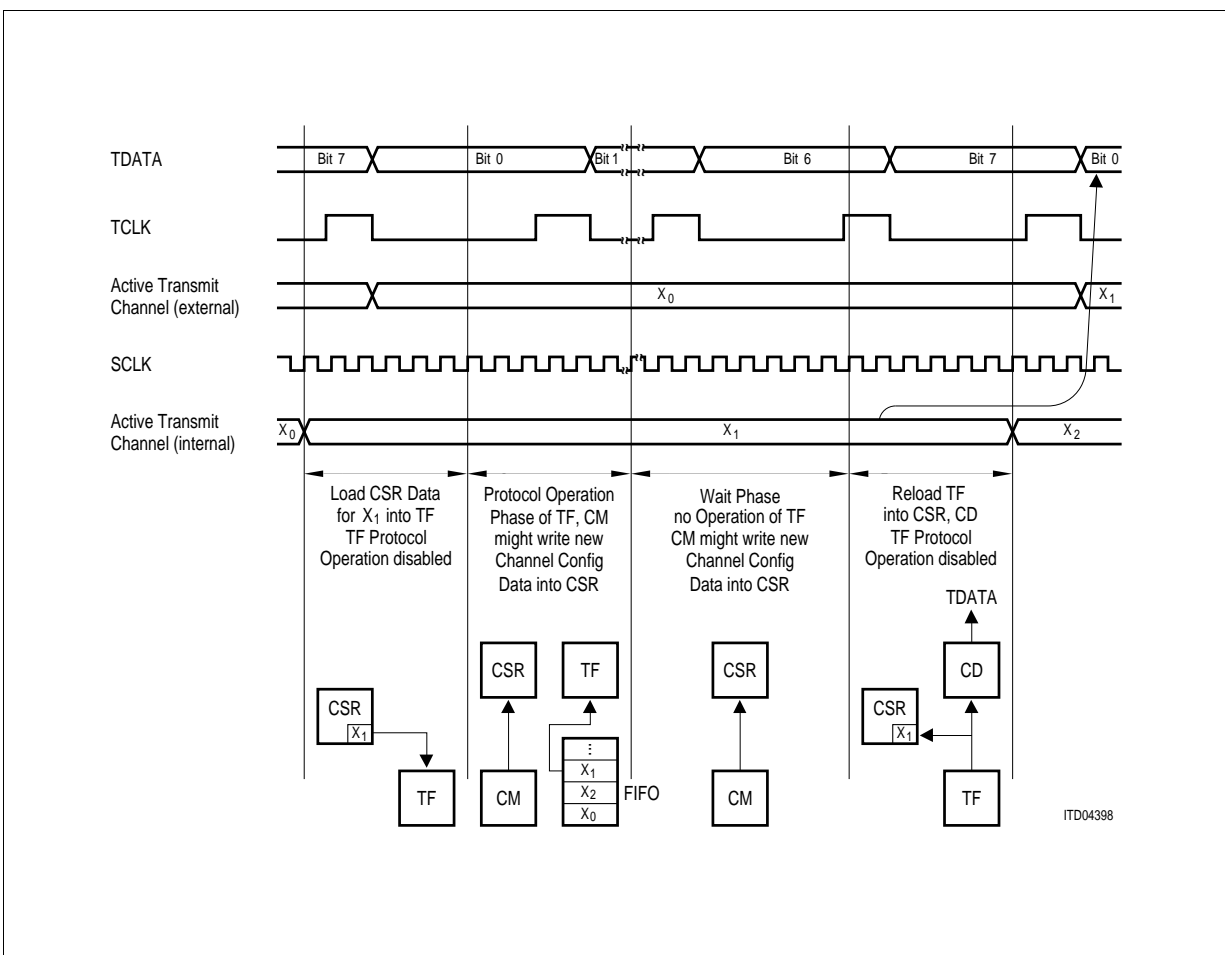 TDATA
Bit 7
Bit 0
Bit 1
Bit 6
Bit 7
Bit 0
TCLK
Active Transmit
Channel (external)
X0
X1
SCLK
Active Transmit
Channel (internal)
X0
X1
X2
Load CSR Data
for X1 into TF
TF Protocol
Operation disabled
Protocol Operation
Phase of TF, CM
might write new
Channel Config
Data into CSR
Wait Phase
no Operation of TF
CM might write new
Channel Config
Data into CSR
Reload TF
into CSR, CD
TF Protocol
Operation disabled
TDATA
CSR
X1
TF
CSR
TF
CM
⋮
X1
X2
X0
FIFO
CSR
CM
CD
CSR
X1
TF
ITD04398